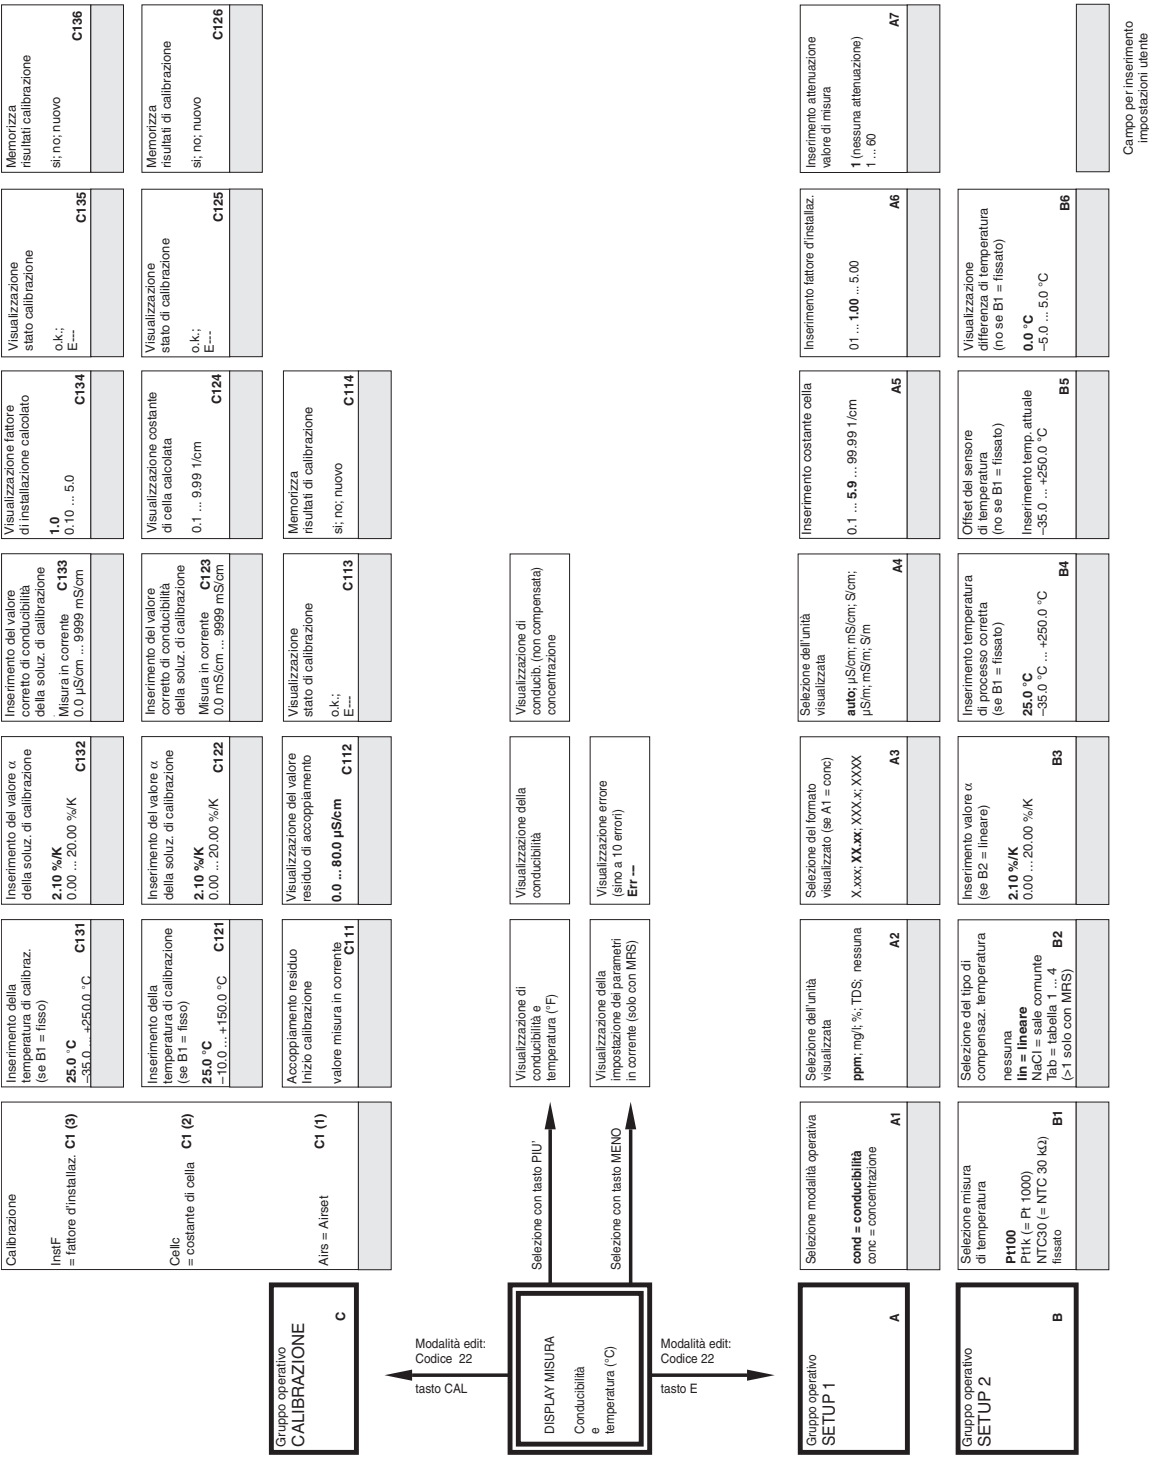 Gruppo operativo
CALIBRAZIONE
C
Calibrazione
InstF
= fattore d'installaz. C1 (3)
Cellc
= costante di cella C1 (2)
Airs = Airset C1 (1)
Inserimento della
temperatura di calibraz.
(se B1 = fisso)
C131
25.0 °C
–35.0 ... +250.0 °C
Inserimento del valore α
della soluz. di calibrazione
C132
2.10 %/K
0.00 ... 20.00 %/K
Inserimento del valore
corretto di conducibilità
della soluz. di calibrazione
Misura in corrente C133
0.0 µS/cm ... 9999 mS/cm
Visualizzazione fattore
di installazione calcolato
C134
1.0
0.10 ... 5.0
Visualizzazione
stato calibrazione
C135
o.k.;
E---
Memorizza
risultati calibrazione
C136
si; no; nuovo
Inserimento della
temperatura di calibrazione
(se B1 = fisso)
C121
25.0 °C
–10.0 ... +150.0 °C
Inserimento del valore α
della soluz. di calibrazione
C122
2.10 %/K
0.00 ... 20.00 %/K
Inserimento del valore
corretto di conducibilità
della soluz. di calibrazione
Misura in corrente C123
0.0 mS/cm ... 9999 mS/cm
Visualizzazione costante
di cella calcolata
C124
0.1 ... 9.99 1/cm
Visualizzazione
stato di calibrazione
C125
o.k.;
E---
Memorizza
risultati di calibrazione
C126
si; no; nuovo
Accoppiamento residuo
Inizio calibrazione
valore misura in corrente
C111
Visualizzazione del valore
residuo di accoppiamento
C112
0.0 ... 80.0 µS/cm
Visualizzazione
stato di calibrazione
C113
o.k.;
E---
Memorizza
risultati di calibrazione
C114
si; no; nuovo
Modalità edit:
Codice 22
tasto CAL
DISPLAY MISURA
Conducibilità
e
temperatura (°C)
Modalità edit:
Codice 22
tasto E
Selezione con tasto PIU'
Visualizzazione di
conducibilità e
temperatura (°F)
Visualizzazione della
conducibilità
Visualizzazione di
conducib. (non compensata)
concentrazione
Selezione con tasto MENO
Visualizzazione della
impostazione dei parametri
in corrente (solo con MRS)
Visualizzazione errore
(sino a 10 errori)
Err ---
Gruppo operativo
SETUP 1
A
Selezione modalità operativa
cond = conducibilità
conc = concentrazione
A1
Selezione dell'unità
visualizzata
A2
ppm; mg/l; %; TDS; nessuna
Selezione del formato
visualizzato (se A1 = conc)
A3
X.xxx; XX.xx; XXX.x; XXXX
Selezione dell'unità
visualizzata
A4
auto; µS/cm; mS/cm; S/cm;
µS/m; mS/m; S/m
Inserimento costante cella
A5
0.1 ... 5.9 ... 99.99 1/cm
Inserimento fattore d'installaz.
A6
01 ... 1.00 ... 5.00
Inserimento attenuazione
valore di misura
A7
1 (nessuna attenuazione)
1 ... 60
Gruppo operativo
SETUP 2
B
Selezione misura
di temperatura
Pt100
Pt1k (= Pt 1000) B1
NTC30 (= NTC 30 kΩ)
fissato
Selezione del tipo di
compensaz. temperatura
nessuna
B2
lin = lineare
NaCl = sale comune
Tab = tabella 1 ... 4
(>1 solo con MRS)
Inserimento valore α
(se B2 = lineare)
B3
2.10 %/K
0.00 ... 20.00 %/K
Inserimento temperatura
di processo corretta
(se B1 = fissato)
B4
25.0 °C
–35.0 °C ... +250.0 °C
Offset del sensore
di temperatura
(no se B1 = fissato)
B5
Inserimento temp. attuale
–35.0 ... +250.0 °C
Visualizzazione
differenza di temperatura
(no se B1 = fissato)
B6
0.0 °C
–5.0 ... 5.0 °C
Campo per inserimento
impostazioni utente